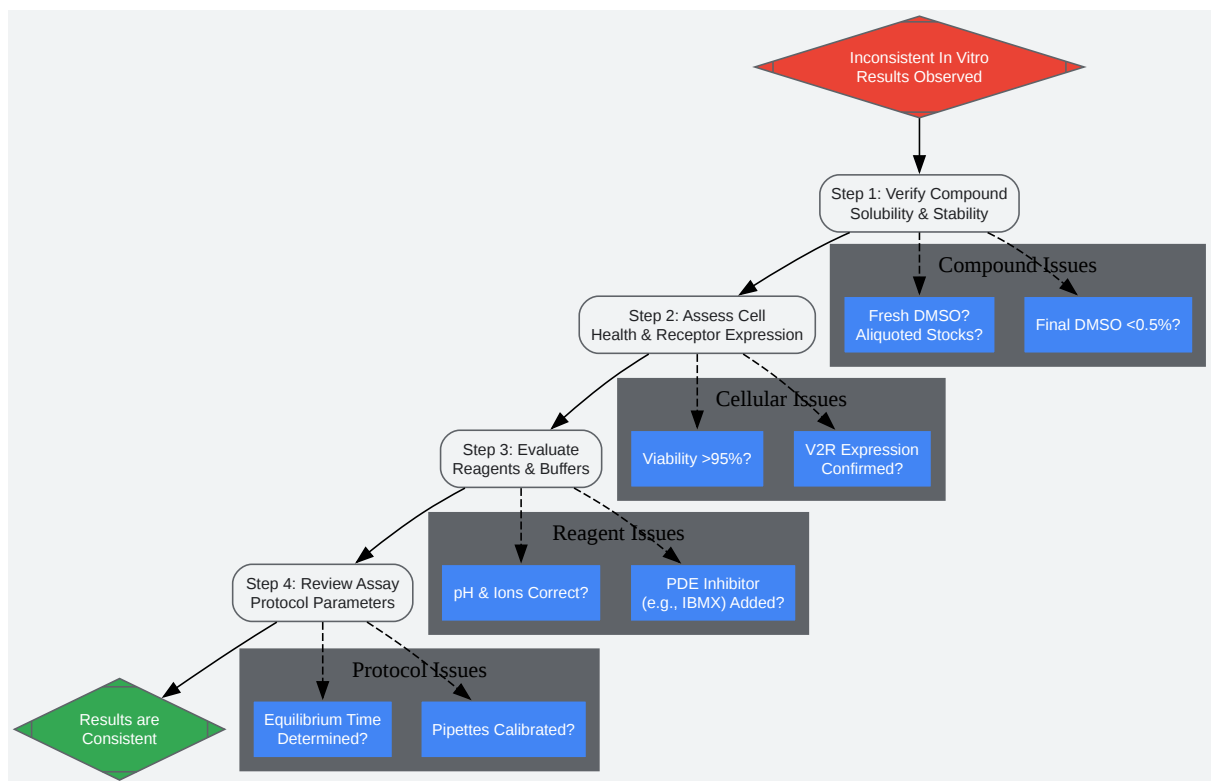 Inconsistent In Vitro
Results Observed
Step 1: Verify Compound
Solubility & Stability
Compound Issues
Fresh DMSO?
Aliquoted Stocks?
Final DMSO <0.5%?
Step 2: Assess Cell
Health & Receptor Expression
Cellular Issues
Viability >95%?
V2R Expression
Confirmed?
Step 3: Evaluate
Reagents & Buffers
Reagent Issues
pH & Ions Correct?
PDE Inhibitor
(e.g., IBMX) Added?
Step 4: Review Assay
Protocol Parameters
Protocol Issues
Equilibrium Time
Determined?
Pipettes Calibrated?
Results are
Consistent